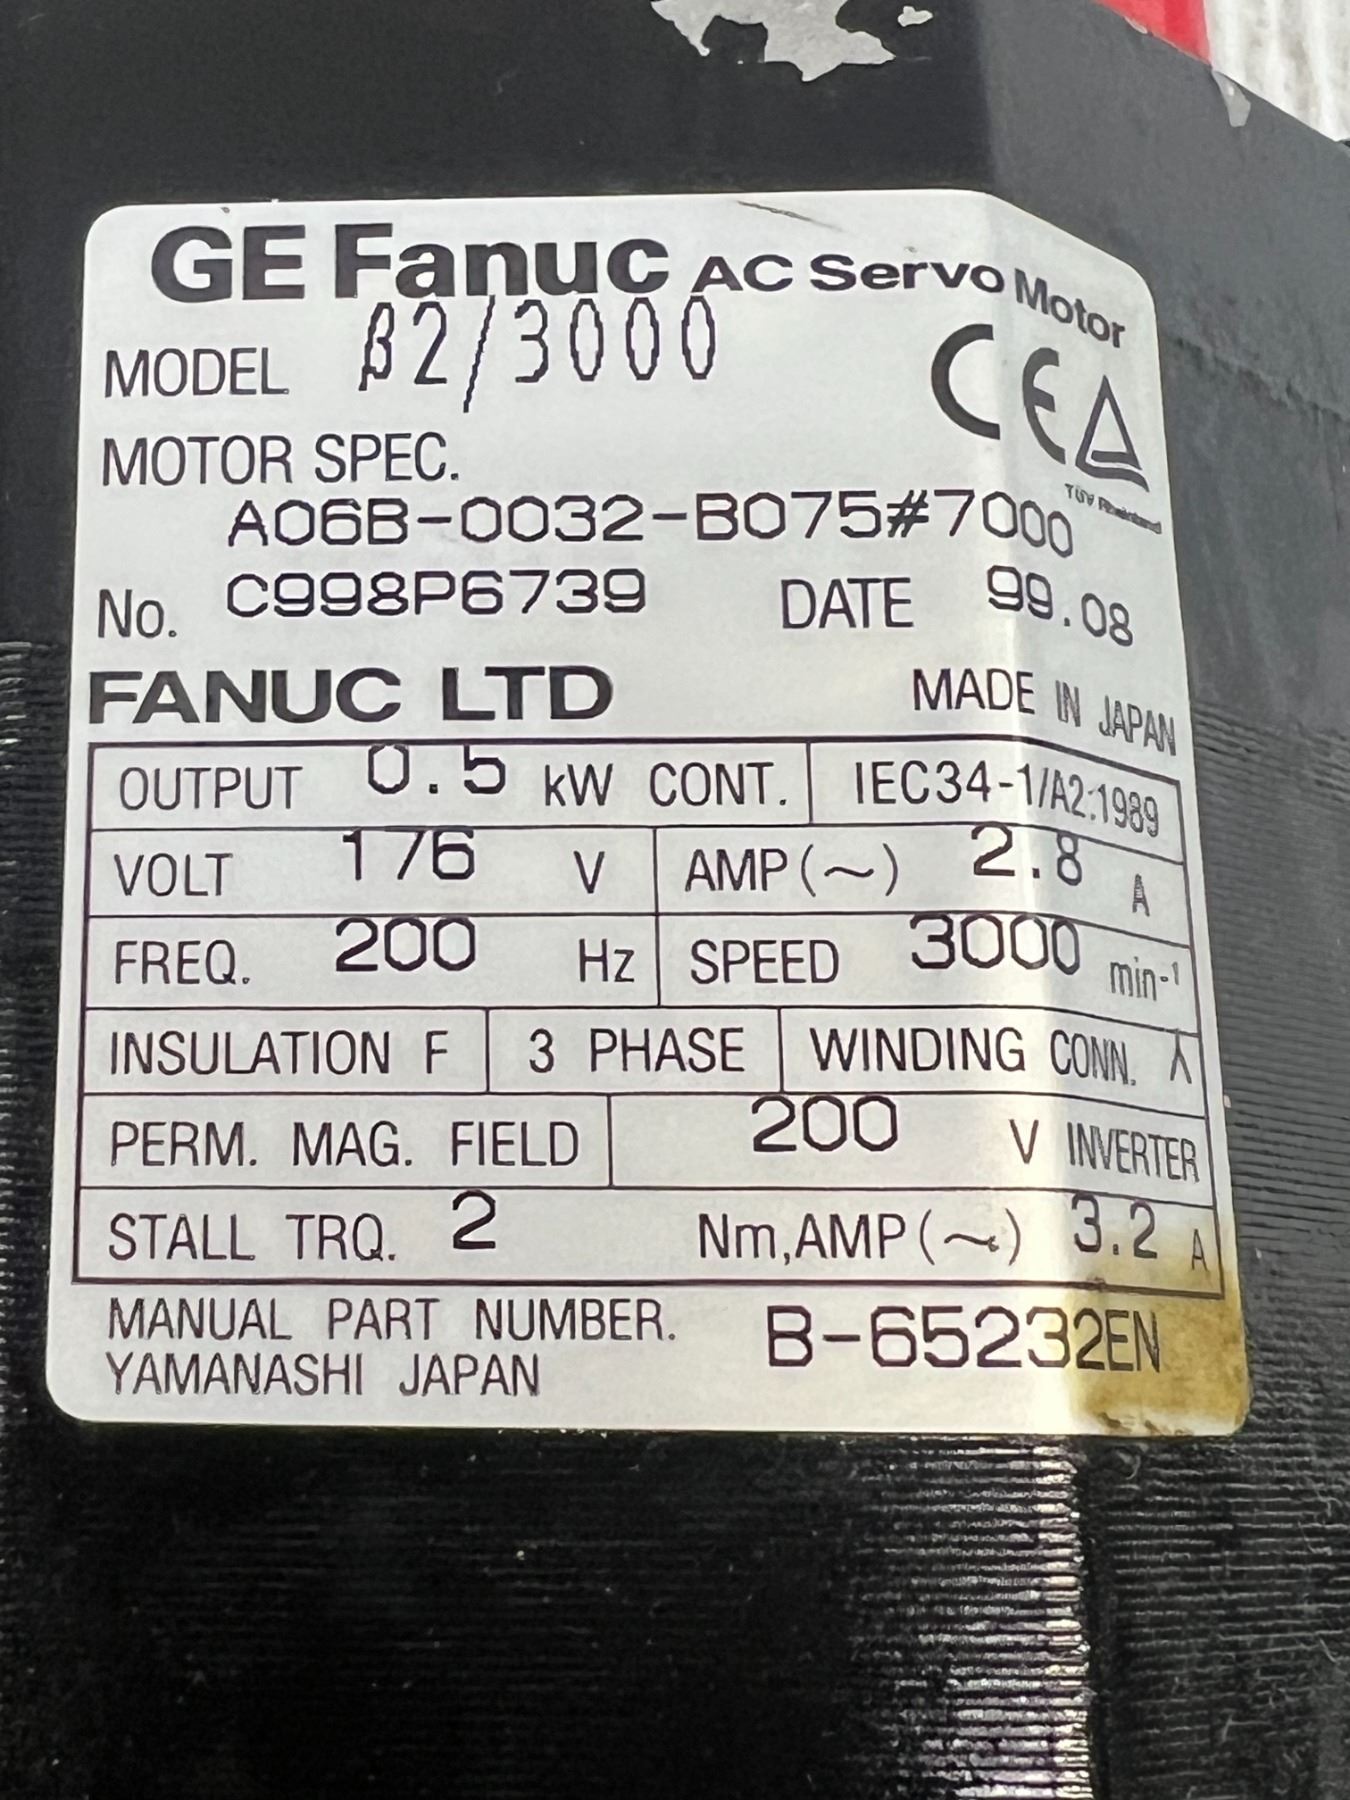 GE Fanuc AC Servo Motor
MODEL β2/3000
CE
TÜV Rheinland
MOTOR SPEC.
A06B-0032-B075#7000
No. C998P6739 DATE 99.08
FANUC LTD MADE IN JAPAN
OUTPUT 0.5 kW CONT. IEC34-1/A2:1989
VOLT 176 V AMP(~) 2.8 A
FREQ. 200 Hz SPEED 3000 min-1
INSULATION F 3 PHASE WINDING CONN. ⅄
PERM. MAG. FIELD 200 V INVERTER
STALL TRQ. 2 Nm,AMP(~) 3.2 A
MANUAL PART NUMBER. B-65232EN
YAMANASHI JAPAN